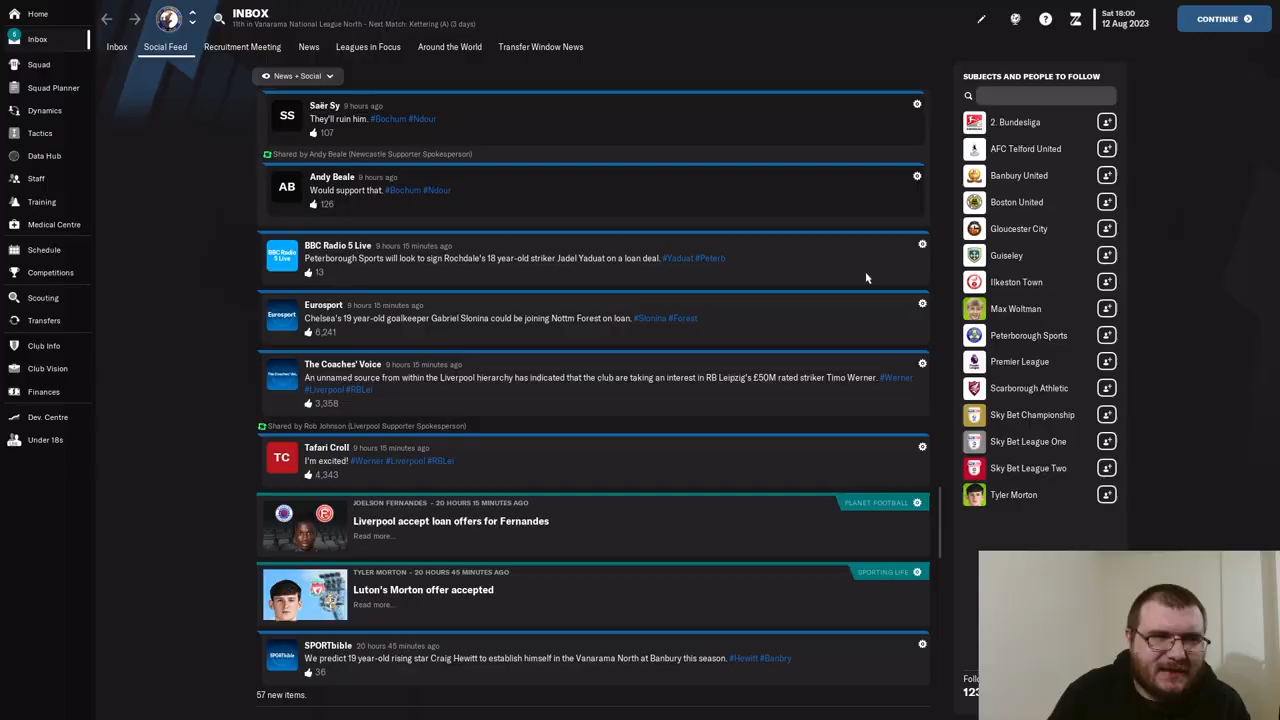 INBOX
11th in Vanarama National League North - Next Match: Kettering (A) (3 days)
Sat 18:00
12 Aug 2023
CONTINUE
Home
5
Inbox
Squad
Squad Planner
Dynamics
Tactics
Data Hub
Staff
Training
Medical Centre
Schedule
Competitions
Scouting
Transfers
Club Info
Club Vision
Finances
Dev. Centre
Under 18s
Inbox
Social Feed
Recruitment Meeting
News
Leagues in Focus
Around the World
Transfer Window News
News + Social
SS
Saër Sy 9 hours ago
They'll ruin him. #Bochum #Ndour
107
Shared by Andy Beale (Newcastle Supporter Spokesperson)
AB
Andy Beale 9 hours ago
Would support that. #Bochum #Ndour
126
BBC Radio 5 Live
BBC Radio 5 Live 9 hours 15 minutes ago
Peterborough Sports will look to sign Rochdale's 18 year-old striker Jadel Yaduat on a loan deal. #Yaduat #Peterb
13
Eurosport
Eurosport 9 hours 15 minutes ago
Chelsea's 19 year-old goalkeeper Gabriel Slonina could be joining Nottm Forest on loan. #Slonina #Forest
6,241
The Coaches' Voice 9 hours 15 minutes ago
An unnamed source from within the Liverpool hierarchy has indicated that the club are taking an interest in RB Leipzig's £50M rated striker Timo Werner. #Werner
#Liverpool #RBLei
3,358
Shared by Rob Johnson (Liverpool Supporter Spokesperson)
TC
Tafari Croll 9 hours 15 minutes ago
I'm excited! #Werner #Liverpool #RBLei
4,343
JOELSON FERNANDES - 20 HOURS 15 MINUTES AGO
PLANET FOOTBALL
Liverpool accept loan offers for Fernandes
Read more...
TYLER MORTON - 20 HOURS 45 MINUTES AGO
SPORTING LIFE
Luton's Morton offer accepted
Read more...
SPORTbible
SPORTbible 20 hours 45 minutes ago
We predict 19 year-old rising star Craig Hewitt to establish himself in the Vanarama North at Banbury this season. #Hewitt #Banbry
36
57 new items.
SUBJECTS AND PEOPLE TO FOLLOW
2. Bundesliga
AFC Telford United
Banbury United
Boston United
Gloucester City
Guiseley
Ilkeston Town
Max Woltman
Peterborough Sports
Premier League
Scarborough Athletic
Sky Bet Championship
Sky Bet League One
Sky Bet League Two
Tyler Morton